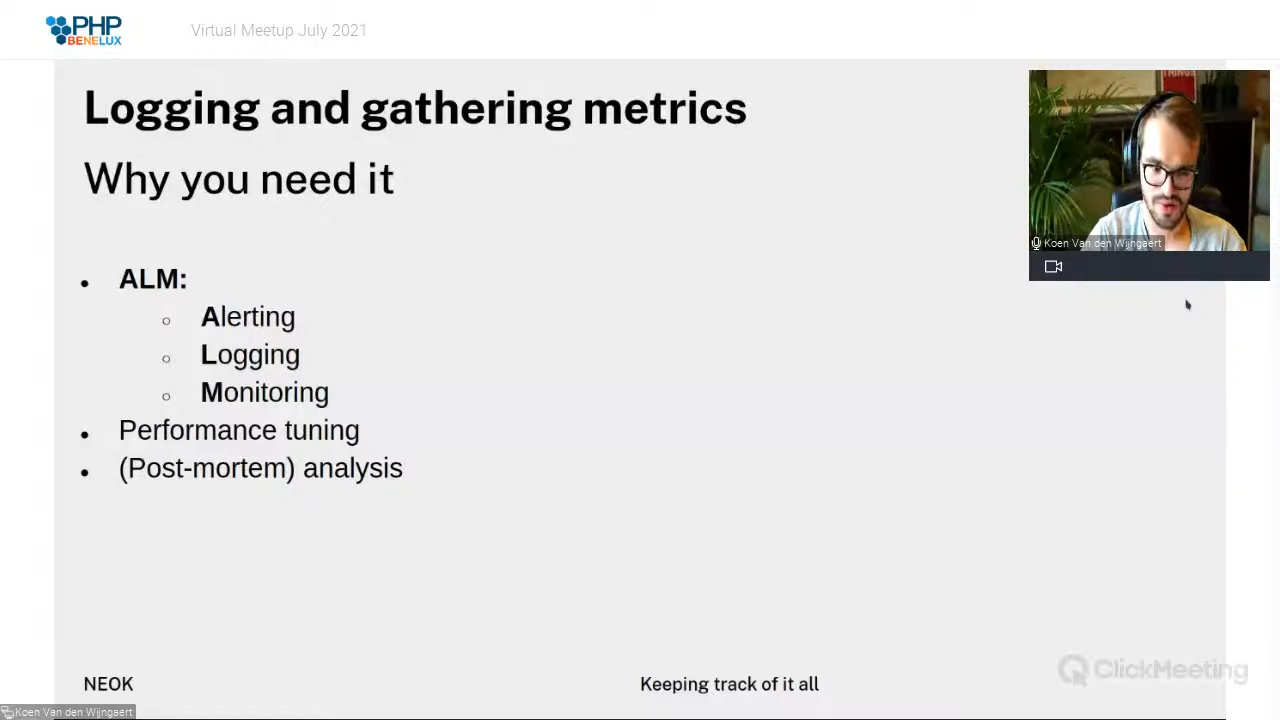 PHP
BENELUX
Virtual Meetup July 2021
Logging and gathering metrics
Why you need it
THINGS
Koen Van den Wijngaert
ALM:
Alerting
Logging
Monitoring
Performance tuning
(Post-mortem) analysis
ClickMeeting
NEOK
Keeping track of it all
Koen Van den Wijngaert